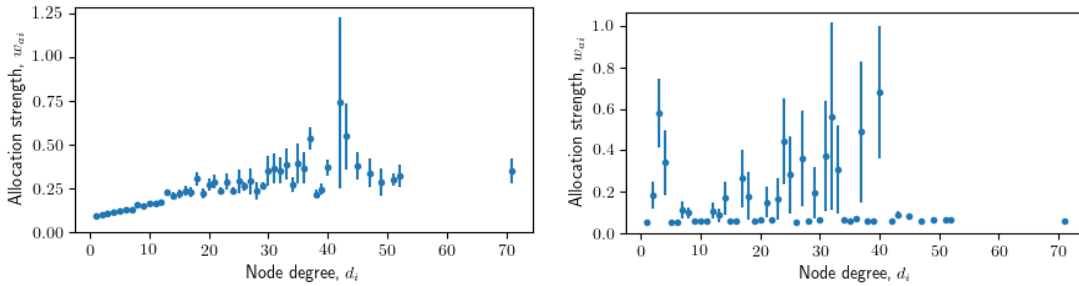 1.25
1.00
0.75
0.50
0.25
0.00
Allocation strength, w_{ai}
0 10 20 30 40 50 60 70
Node degree, d_i
1.0
0.8
0.6
0.4
0.2
0.0
Allocation strength, w_{ai}
0 10 20 30 40 50 60 70
Node degree, d_i